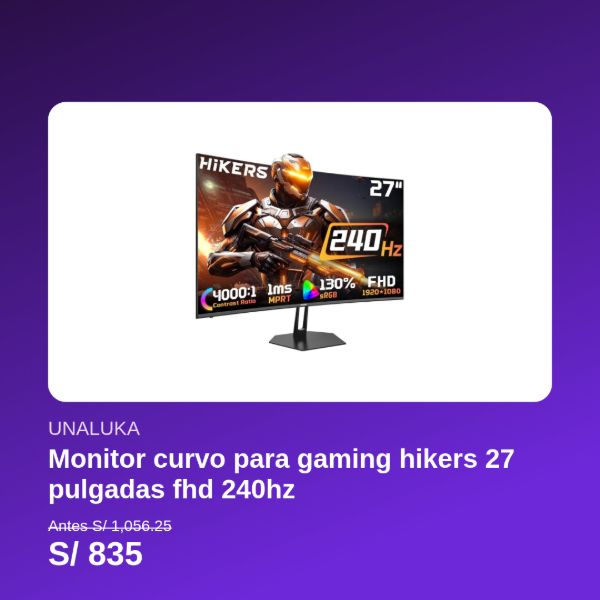 HiKERS
27"
240Hz
4000:1
Contrast Ratio
1ms
MPRT
130%
sRGB
FHD
1920*1080
UNALUKA
Monitor curvo para gaming hikers 27
pulgadas fhd 240hz
Antes S/ 1,056.25
S/ 835